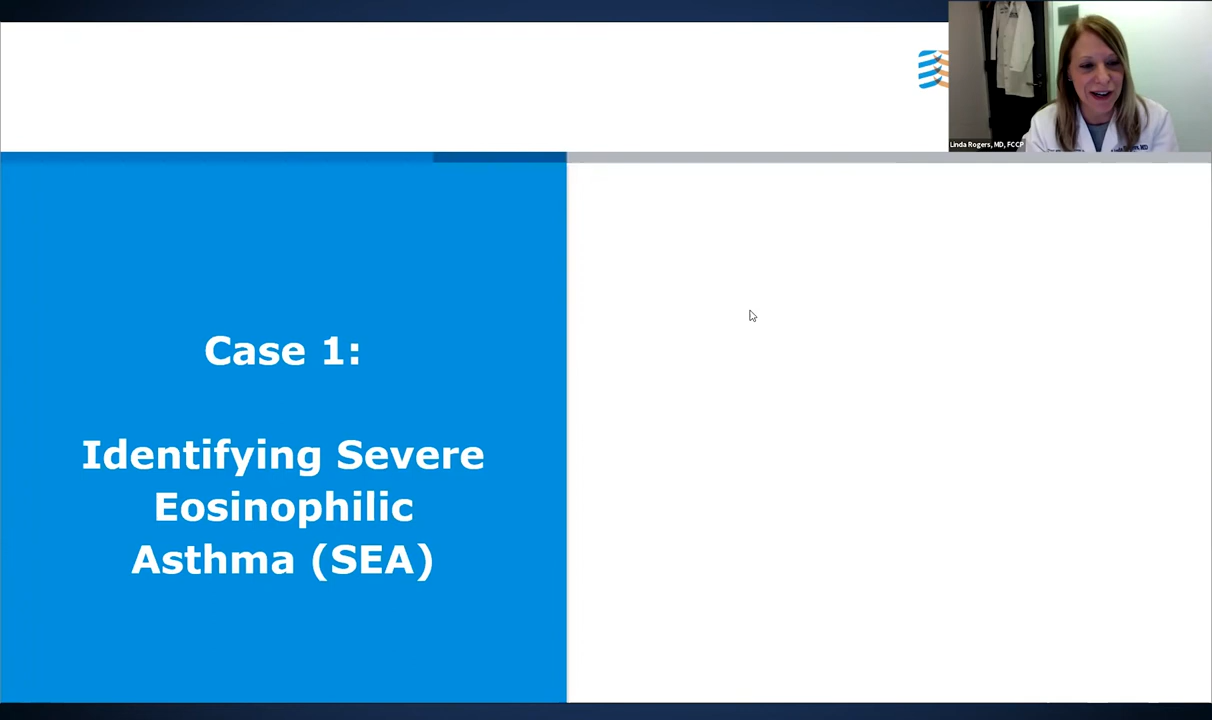 Linda Rogers, MD, FCCP
Case 1:
Identifying Severe
Eosinophilic
Asthma (SEA)